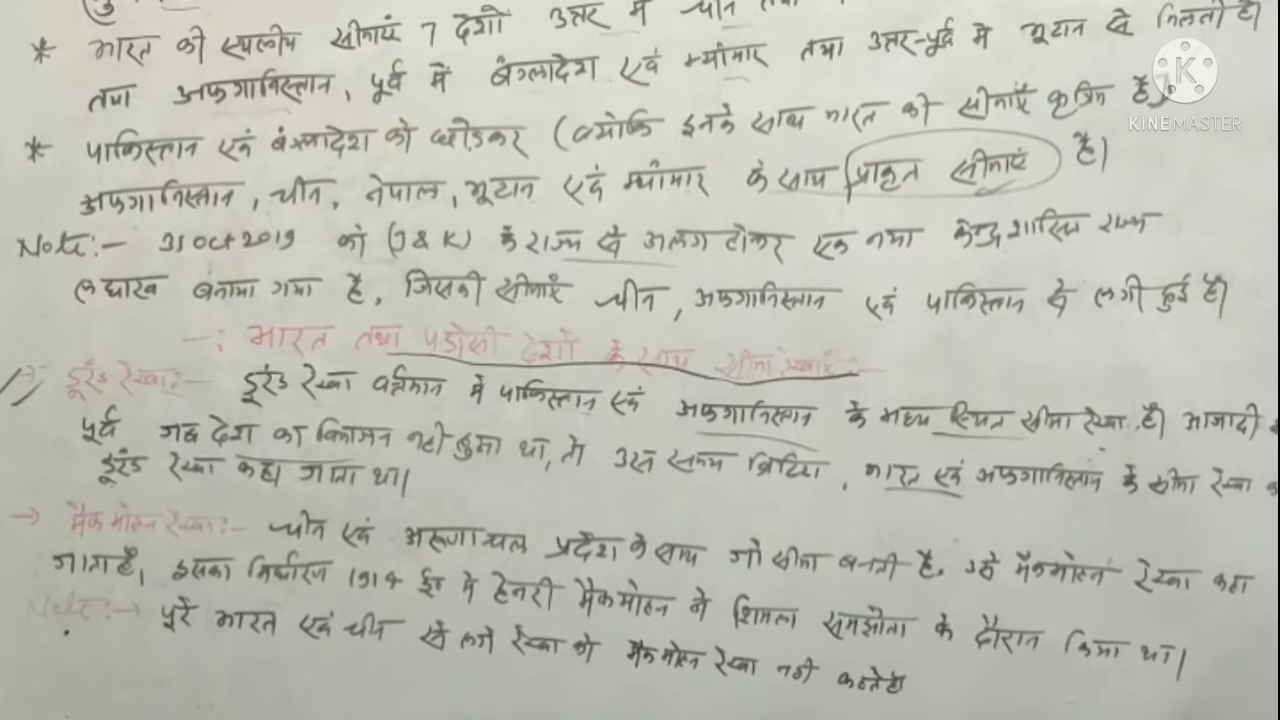 * भारत की स्थलीय सीमाएं 7 देशों उत्तर में चीन
तथा अफगानिस्तान, पूर्व में बंग्लादेश एवं म्यांमार तथा उत्तर-पूर्व में भूटान से मिलती है।
* पाकिस्तान एवं बंग्लादेश को छोडकर (क्योकि इनके साथ भारत की सीमाएं कृत्रिम है),
अफगानिस्तान, चीन, नेपाल, भूटान एवं म्यांमार के साथ प्राकृत सीमाएं है।
Note:- 31 oct 2019 को (J & K) के राज्य से अलग होकर एक नया केन्द्रशासित राज्य
लद्दाख बनाया गया है, जिसकी सीमाएं चीन, अफगानिस्तान एवं पाकिस्तान से लगी हुई है।
-: भारत तथा पडोसी देशों के साथ सीमा रेखाएं :-
डूरंड रेखा:- डूरंड रेखा वर्तमान में पाकिस्तान एवं अफगानिस्तान के मध्य स्थित सीमा रेखा है। आजादी
पूर्व जब देश का विभाजन नही हुआ था, तो उस समय ब्रिटिश, भारत एवं अफगानिस्तान के सीमा रेखा
डूरंड रेखा कहा जाता था।
→ मैकमोहन रेखा:- चीन एवं अरूणाचल प्रदेश के साथ जो सीमा बनती है, उसे मैकमोहन रेखा कहा
जाता है, इसका निर्धारण 1914 ई० में हेनरी मैकमोहन ने शिमला समझौता के दौरान किया था।
Note:→ पूरे भारत एवं चीन से लगे रेखा को मैकमोहन रेखा नही कहते है
KINEMASTER